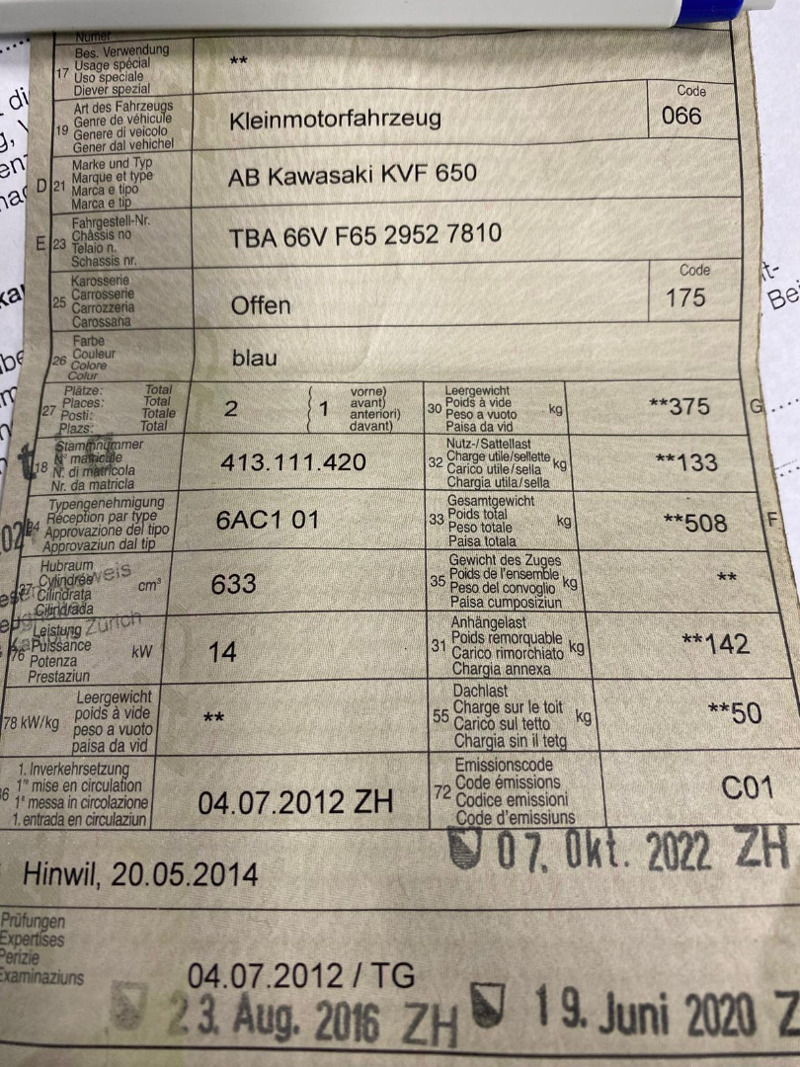 Numer
17 Bes. Verwendung
Usage spécial
Uso speciale
Diever spezial
**
19 Art des Fahrzeugs
Genre de véhicule
Genere di veicolo
Gener dal vehichel
Kleinmotorfahrzeug
Code
066
D 21 Marke und Typ
Marque et type
Marca e tipo
Marca e tip
AB Kawasaki KVF 650
E 23 Fahrgestell-Nr.
Châssis no
Telaio n.
Schassis nr.
TBA 66V F65 2952 7810
25 Karosserie
Carrosserie
Carrozzeria
Carossaria
Offen
Code
175
26 Farbe
Couleur
Colore
Colur
blau
27 Plätze: Total
Places: Total
Posti: Totale
Plazs: Total
2
( 1 vorne)
avant)
anteriori)
davant)
30 Leergewicht
Poids à vide
Peso a vuoto
Paisa da vid
kg
**375
G
18 Stammnummer
N° matricule
N. di matricola
Nr. da matricla
413.111.420
32 Nutz-/Sattellast
Charge utile/sellette
Carico utile/sella
Chargia utila/sella
kg
**133
24 Typengenehmigung
Réception par type
Approvazione del tipo
Approvaziun dal tip
6AC1 01
33 Gesamtgewicht
Poids total
Peso totale
Paisa totala
kg
**508
F
37 Hubraum
Cylindrée
Cilindrata
Cilindrada
cm³
633
35 Gewicht des Zuges
Poids de l'ensemble
Peso del convoglio
Paisa cumposiziun
kg
**
76 Leistung
Puissance
Potenza
Prestaziun
kW
14
31 Anhängelast
Poids remorquable
Carico rimorchiato
Chargia annexa
kg
**142
78 kW/kg Leergewicht
poids à vide
peso a vuoto
paisa da vid
**
55 Dachlast
Charge sur le toit
Carico sul tetto
Chargia sin il tetg
kg
**50
36 1. Inverkehrsetzung
1re mise en circulation
1a messa in circolazione
1. entrada en circulaziun
04.07.2012 ZH
72 Emissionscode
Code émissions
Codice emissioni
Code d'emissiuns
C01
07. Okt. 2022 ZH
Hinwil, 20.05.2014
Prüfungen
Expertises
Perizie
Examinaziuns
04.07.2012 / TG
23. Aug. 2016 ZH
19. Juni 2020 Z